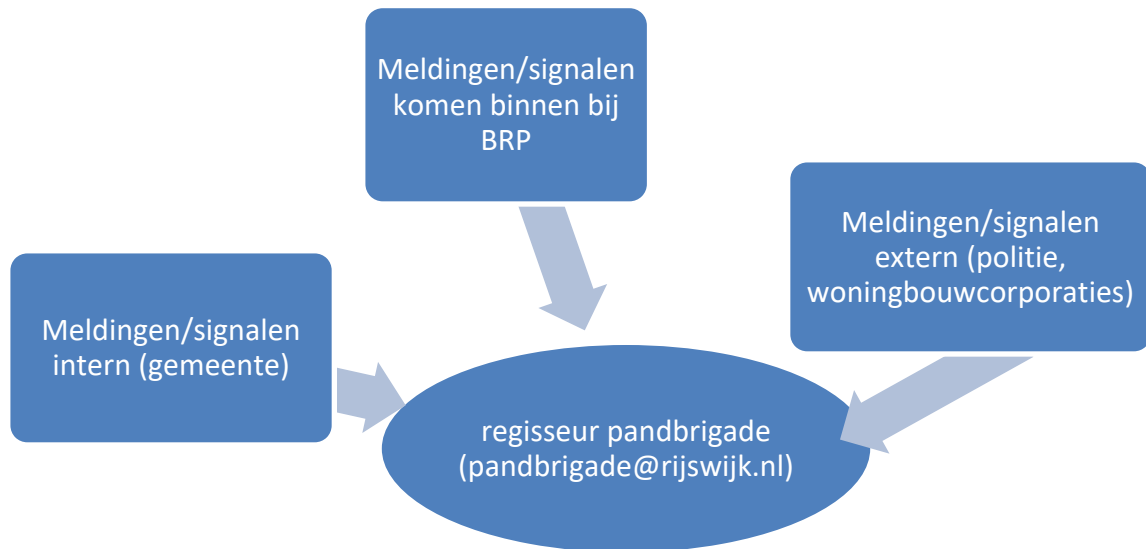 Meldingen/signalen
komen binnen bij
BRP
Meldingen/signalen
extern (politie,
woningbouwcorporaties)
Meldingen/signalen
intern (gemeente)
regisseur pandbrigade
(pandbrigade@rijswijk.nl)